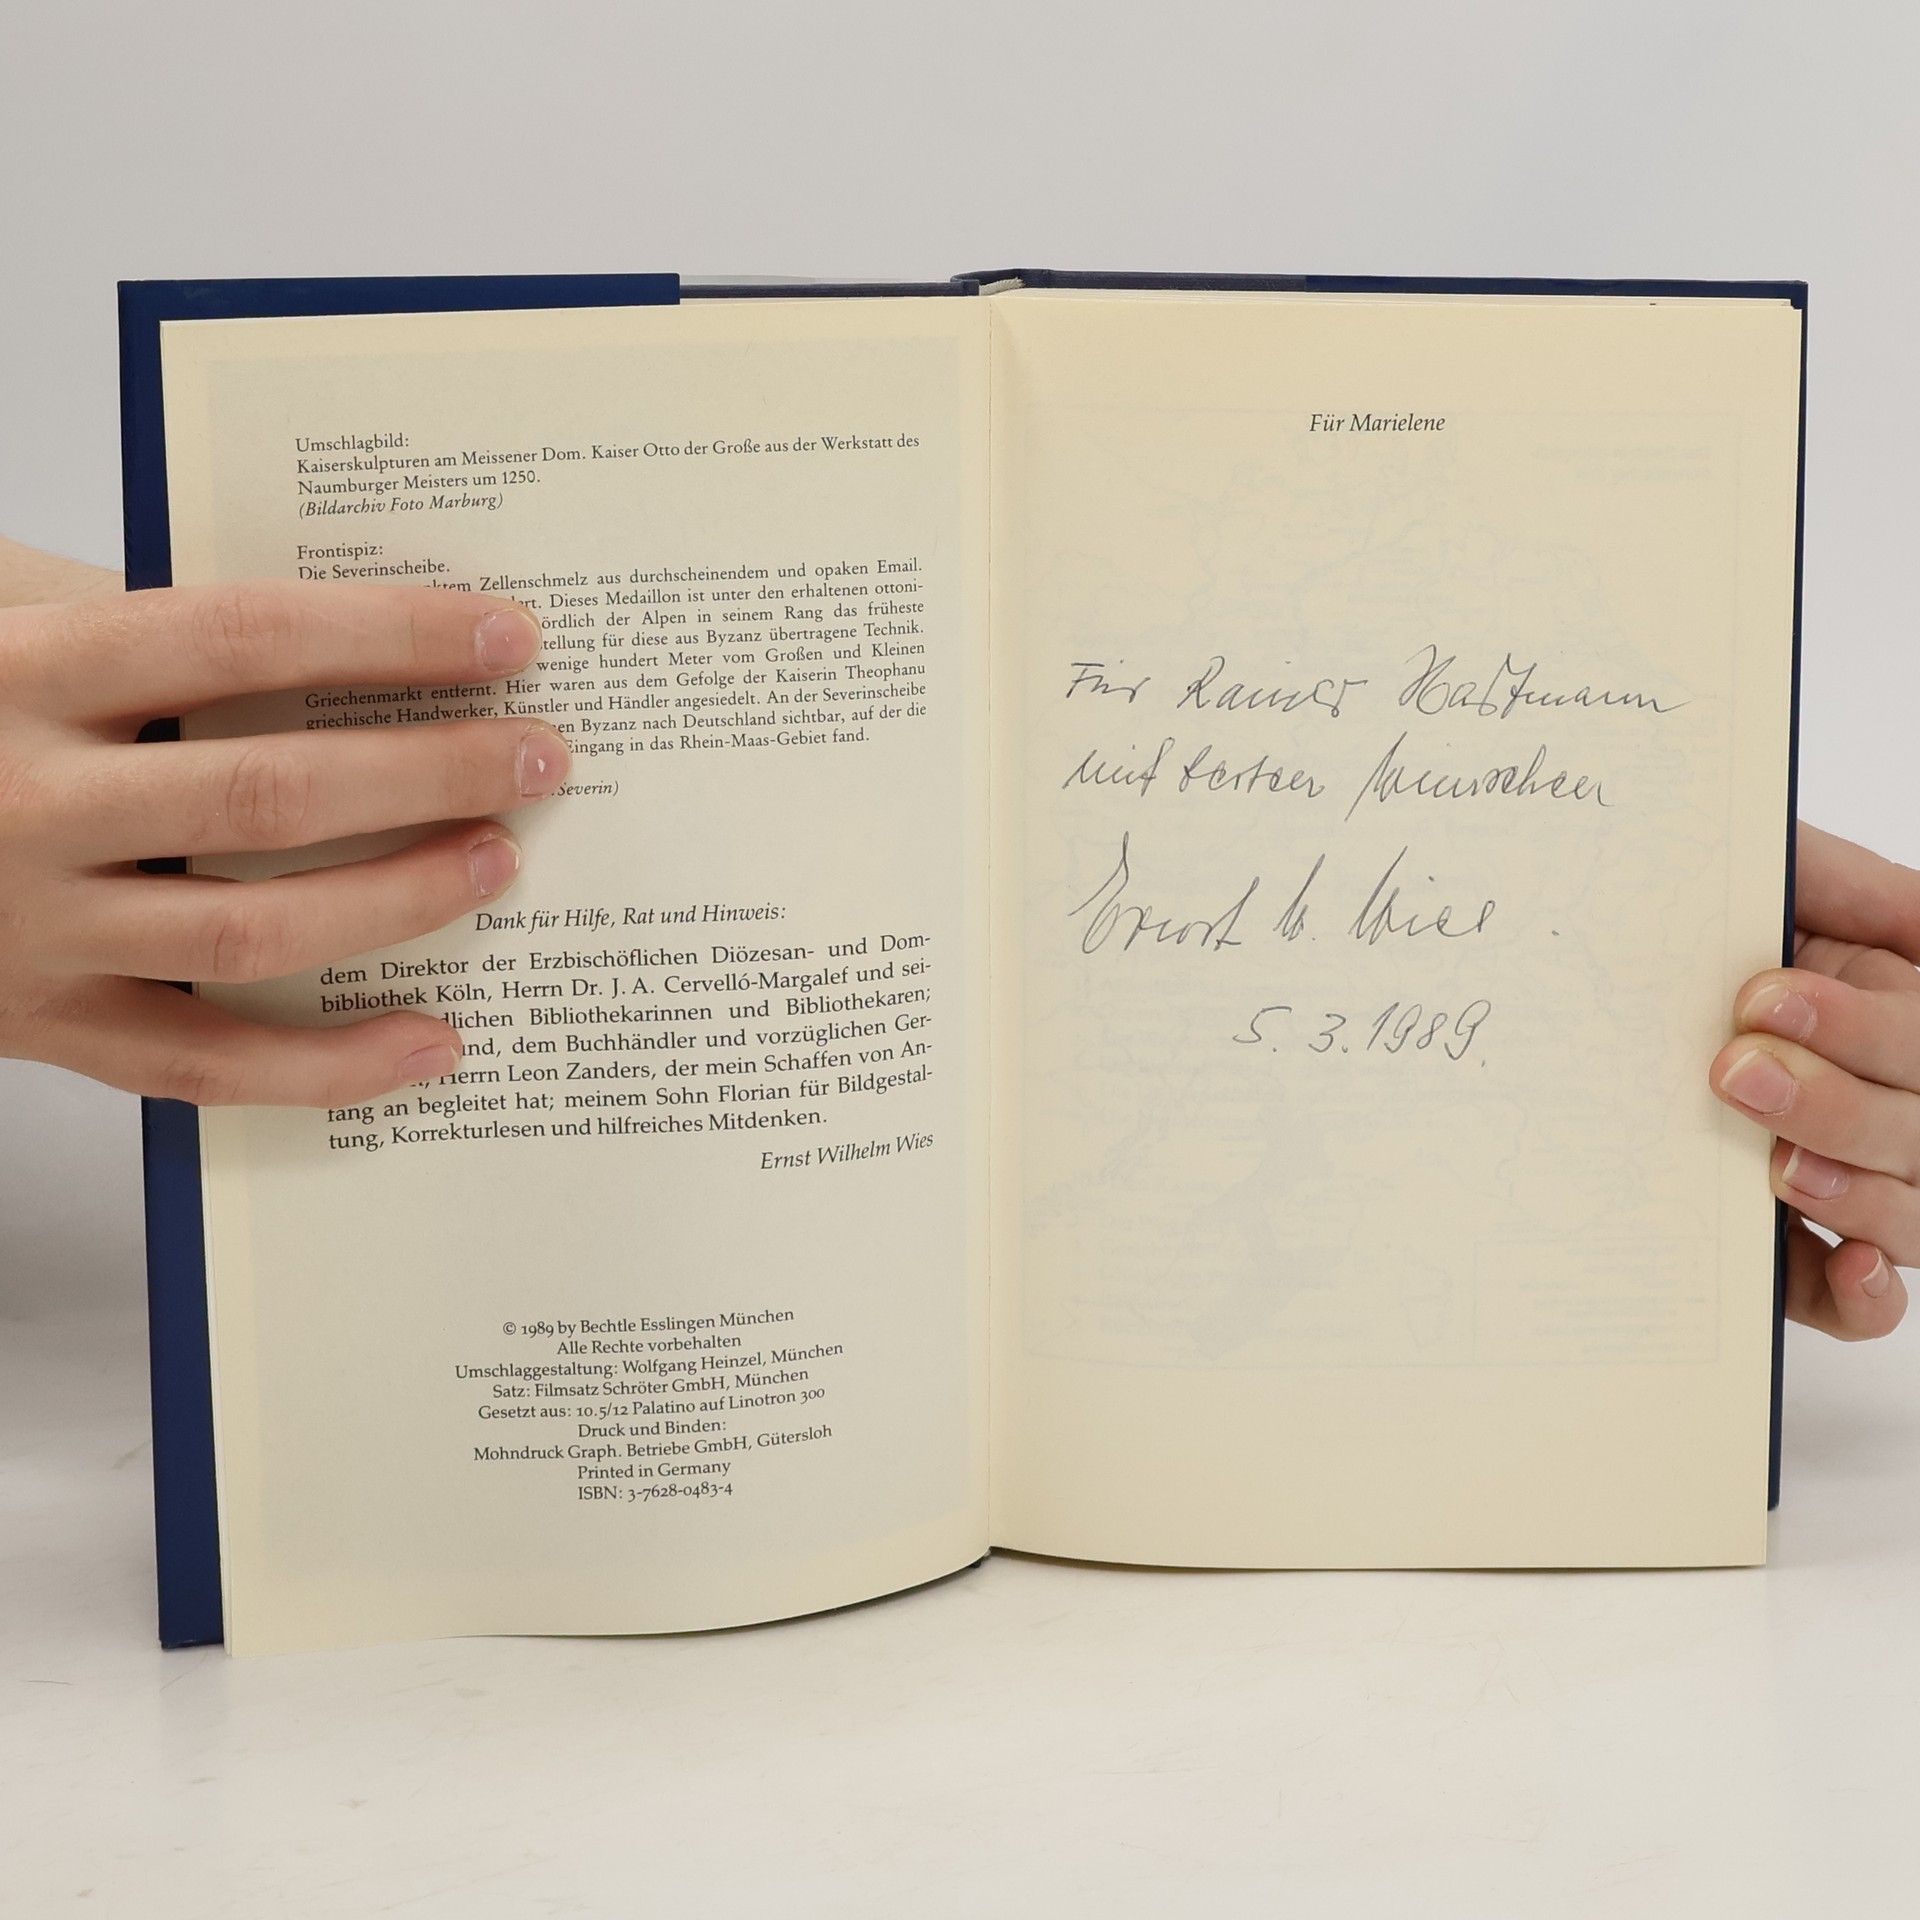 Umschlagbild:
Kaiserskulpturen am Meissener Dom. Kaiser Otto der Große aus der Werkstatt des
Naumburger Meisters um 1250.
(Bildarchiv Foto Marburg)
Frontispiz:
Die Severinscheibe.
Zellenschmelz aus durchscheinendem und opaken Email.
Dieses Medaillon ist unter den erhaltenen ottoni-
der Alpen in seinem Rang das früheste
für diese aus Byzanz übertragene Technik.
wenige hundert Meter vom Großen und Kleinen
Griechenmarkt entfernt. Hier waren aus dem Gefolge der Kaiserin Theophanu
griechische Handwerker, Künstler und Händler angesiedelt. An der Severinscheibe
Byzanz nach Deutschland sichtbar, auf der die
Eingang in das Rhein-Maas-Gebiet fand.
Severin)
Dank für Hilfe, Rat und Hinweis:
dem Direktor der Erzbischöflichen Diözesan- und Dom-
bibliothek Köln, Herrn Dr. J. A. Cervelló-Margalef und sei-
Bibliothekarinnen und Bibliothekaren;
dem Buchhändler und vorzüglichen Ger-
Herrn Leon Zanders, der mein Schaffen von An-
fang an begleitet hat; meinem Sohn Florian für Bildgestal-
tung, Korrekturlesen und hilfreiches Mitdenken.
Ernst Wilhelm Wies
© 1989 by Bechtle Esslingen München
Alle Rechte vorbehalten
Umschlaggestaltung: Wolfgang Heinzel, München
Satz: Filmsatz Schröter GmbH, München
Gesetzt aus: 10.5/12 Palatino auf Linotron 300
Druck und Binden:
Mohndruck Graph. Betriebe GmbH, Gütersloh
Printed in Germany
ISBN: 3-7628-0483-4
Für Marielene
Für Rainer Hartmann
mit besten Wünschen
Ernst W. Wies
5. 3. 1989.